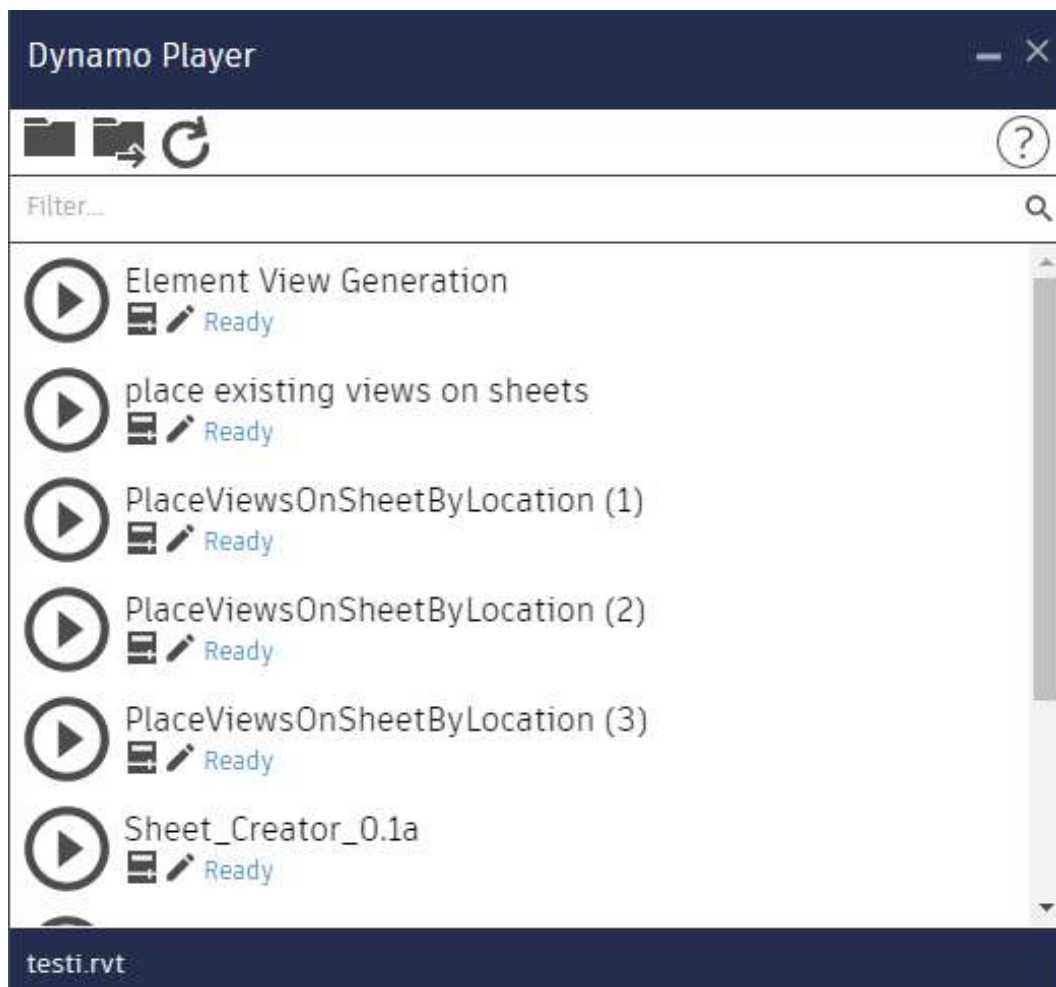 Dynamo Player
Filter...
Element View Generation
Ready
place existing views on sheets
Ready
PlaceViewsOnSheetByLocation (1)
Ready
PlaceViewsOnSheetByLocation (2)
Ready
PlaceViewsOnSheetByLocation (3)
Ready
Sheet_Creator_0.1a
Ready
testi.rvt